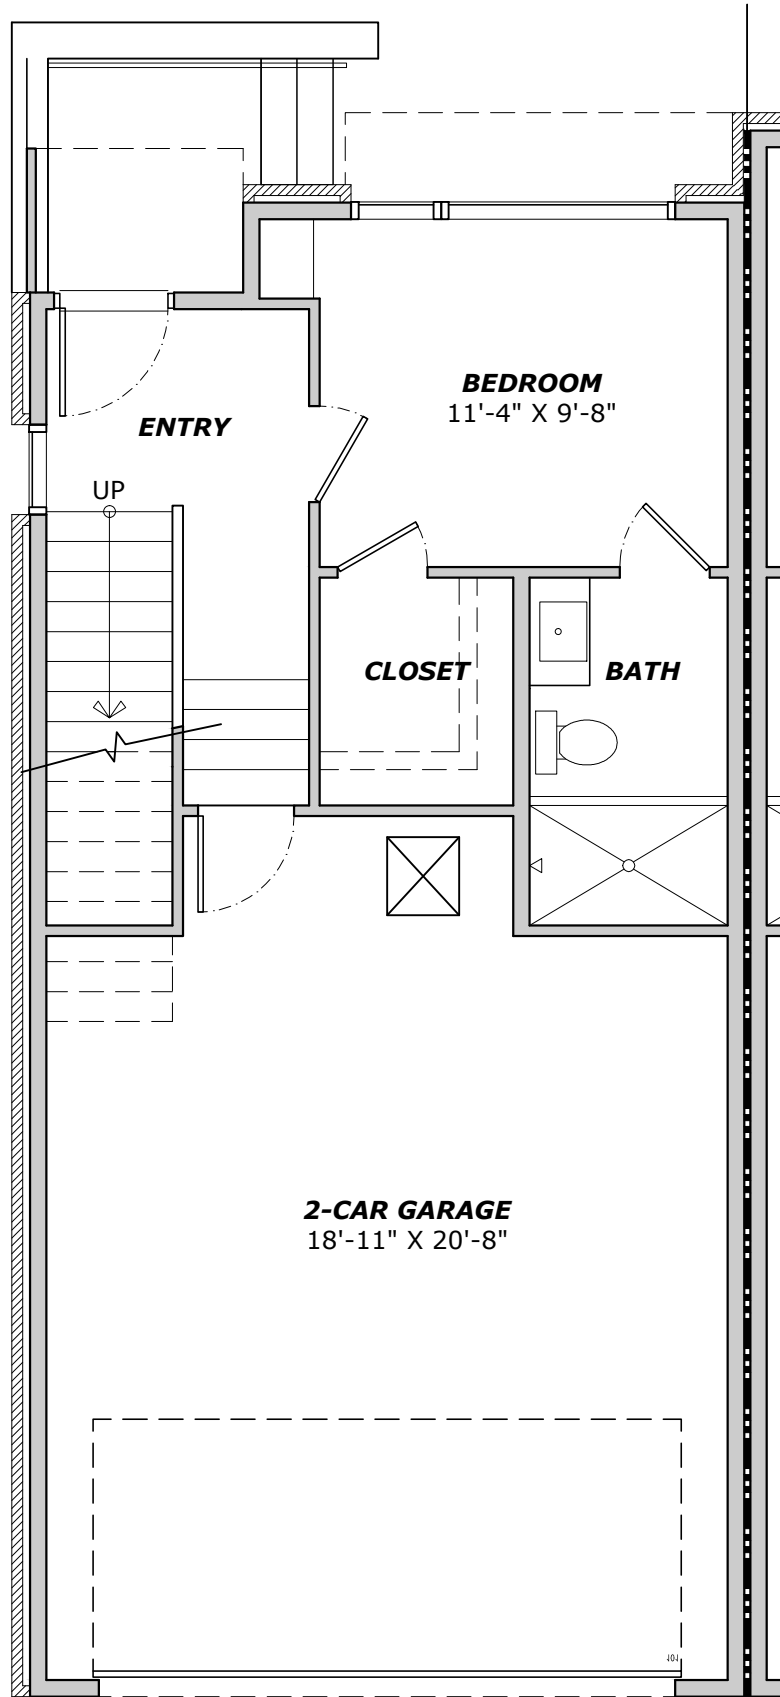 BEDROOM
11'-4" X 9'-8"
ENTRY
UP
CLOSET
BATH
2-CAR GARAGE
18'-11" X 20'-8"